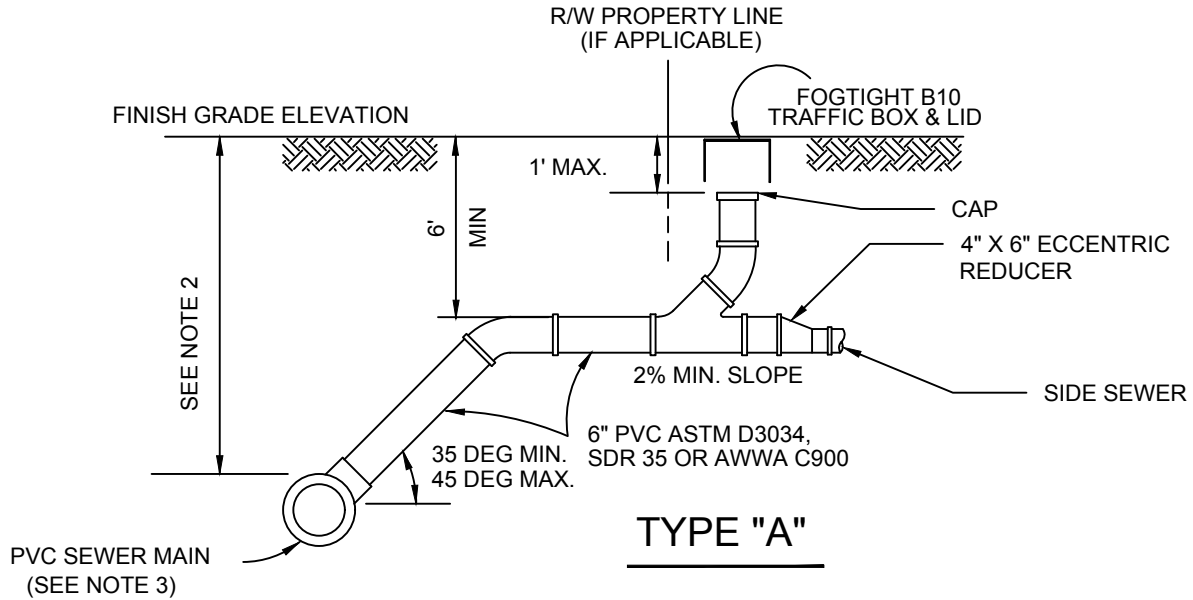 R/W PROPERTY LINE
(IF APPLICABLE)
FINISH GRADE ELEVATION
FOGTIGHT B10
TRAFFIC BOX & LID
1' MAX.
6'
MIN
CAP
4" X 6" ECCENTRIC
REDUCER
SEE NOTE 2
2% MIN. SLOPE
SIDE SEWER
6" PVC ASTM D3034,
SDR 35 OR AWWA C900
35 DEG MIN.
45 DEG MAX.
TYPE "A"
PVC SEWER MAIN
(SEE NOTE 3)